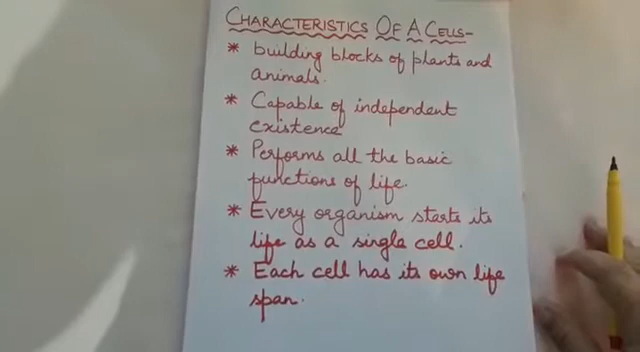 CHARACTERISTICS OF A CELLS-
* building blocks of plants and
animals.
* Capable of independent
existence
* Performs all the basic
functions of life.
* Every organism starts its
life as a single cell.
* Each cell has its own life
span.